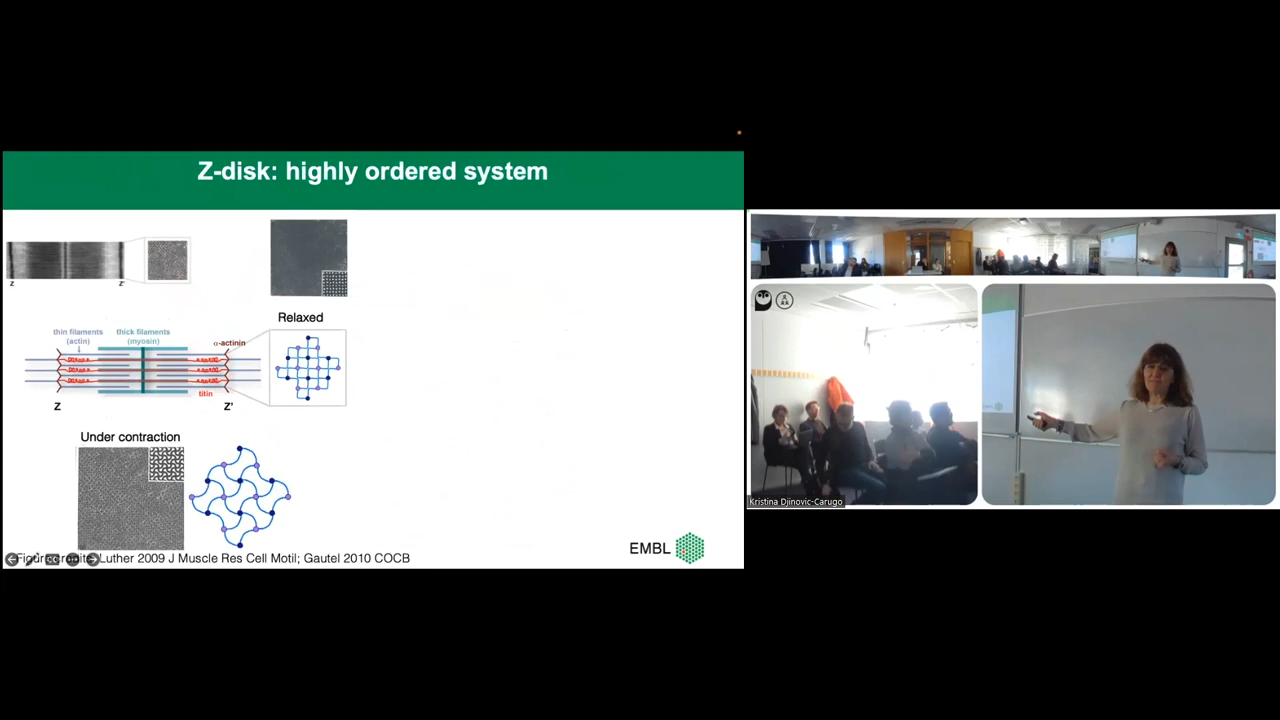 Z-disk: highly ordered system
Z
Z'
Relaxed
thin filaments
(actin)
thick filaments
(myosin)
α-actinin
titin
Z
Z'
Under contraction
Luther 2009 J Muscle Res Cell Motil; Gautel 2010 COCB
EMBL
Kristina Djinovic-Carugo